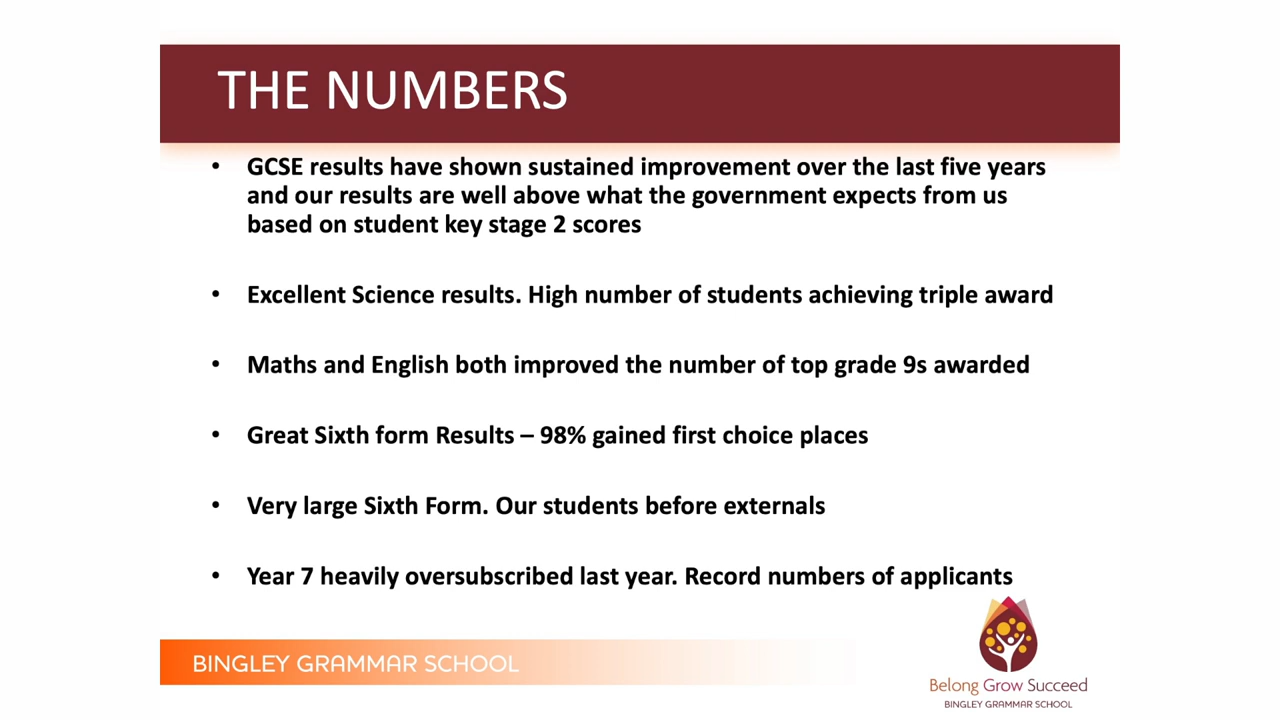 THE NUMBERS
• GCSE results have shown sustained improvement over the last five years
and our results are well above what the government expects from us
based on student key stage 2 scores
• Excellent Science results. High number of students achieving triple award
• Maths and English both improved the number of top grade 9s awarded
• Great Sixth form Results – 98% gained first choice places
• Very large Sixth Form. Our students before externals
• Year 7 heavily oversubscribed last year. Record numbers of applicants
BINGLEY GRAMMAR SCHOOL
Belong Grow Succeed
BINGLEY GRAMMAR SCHOOL